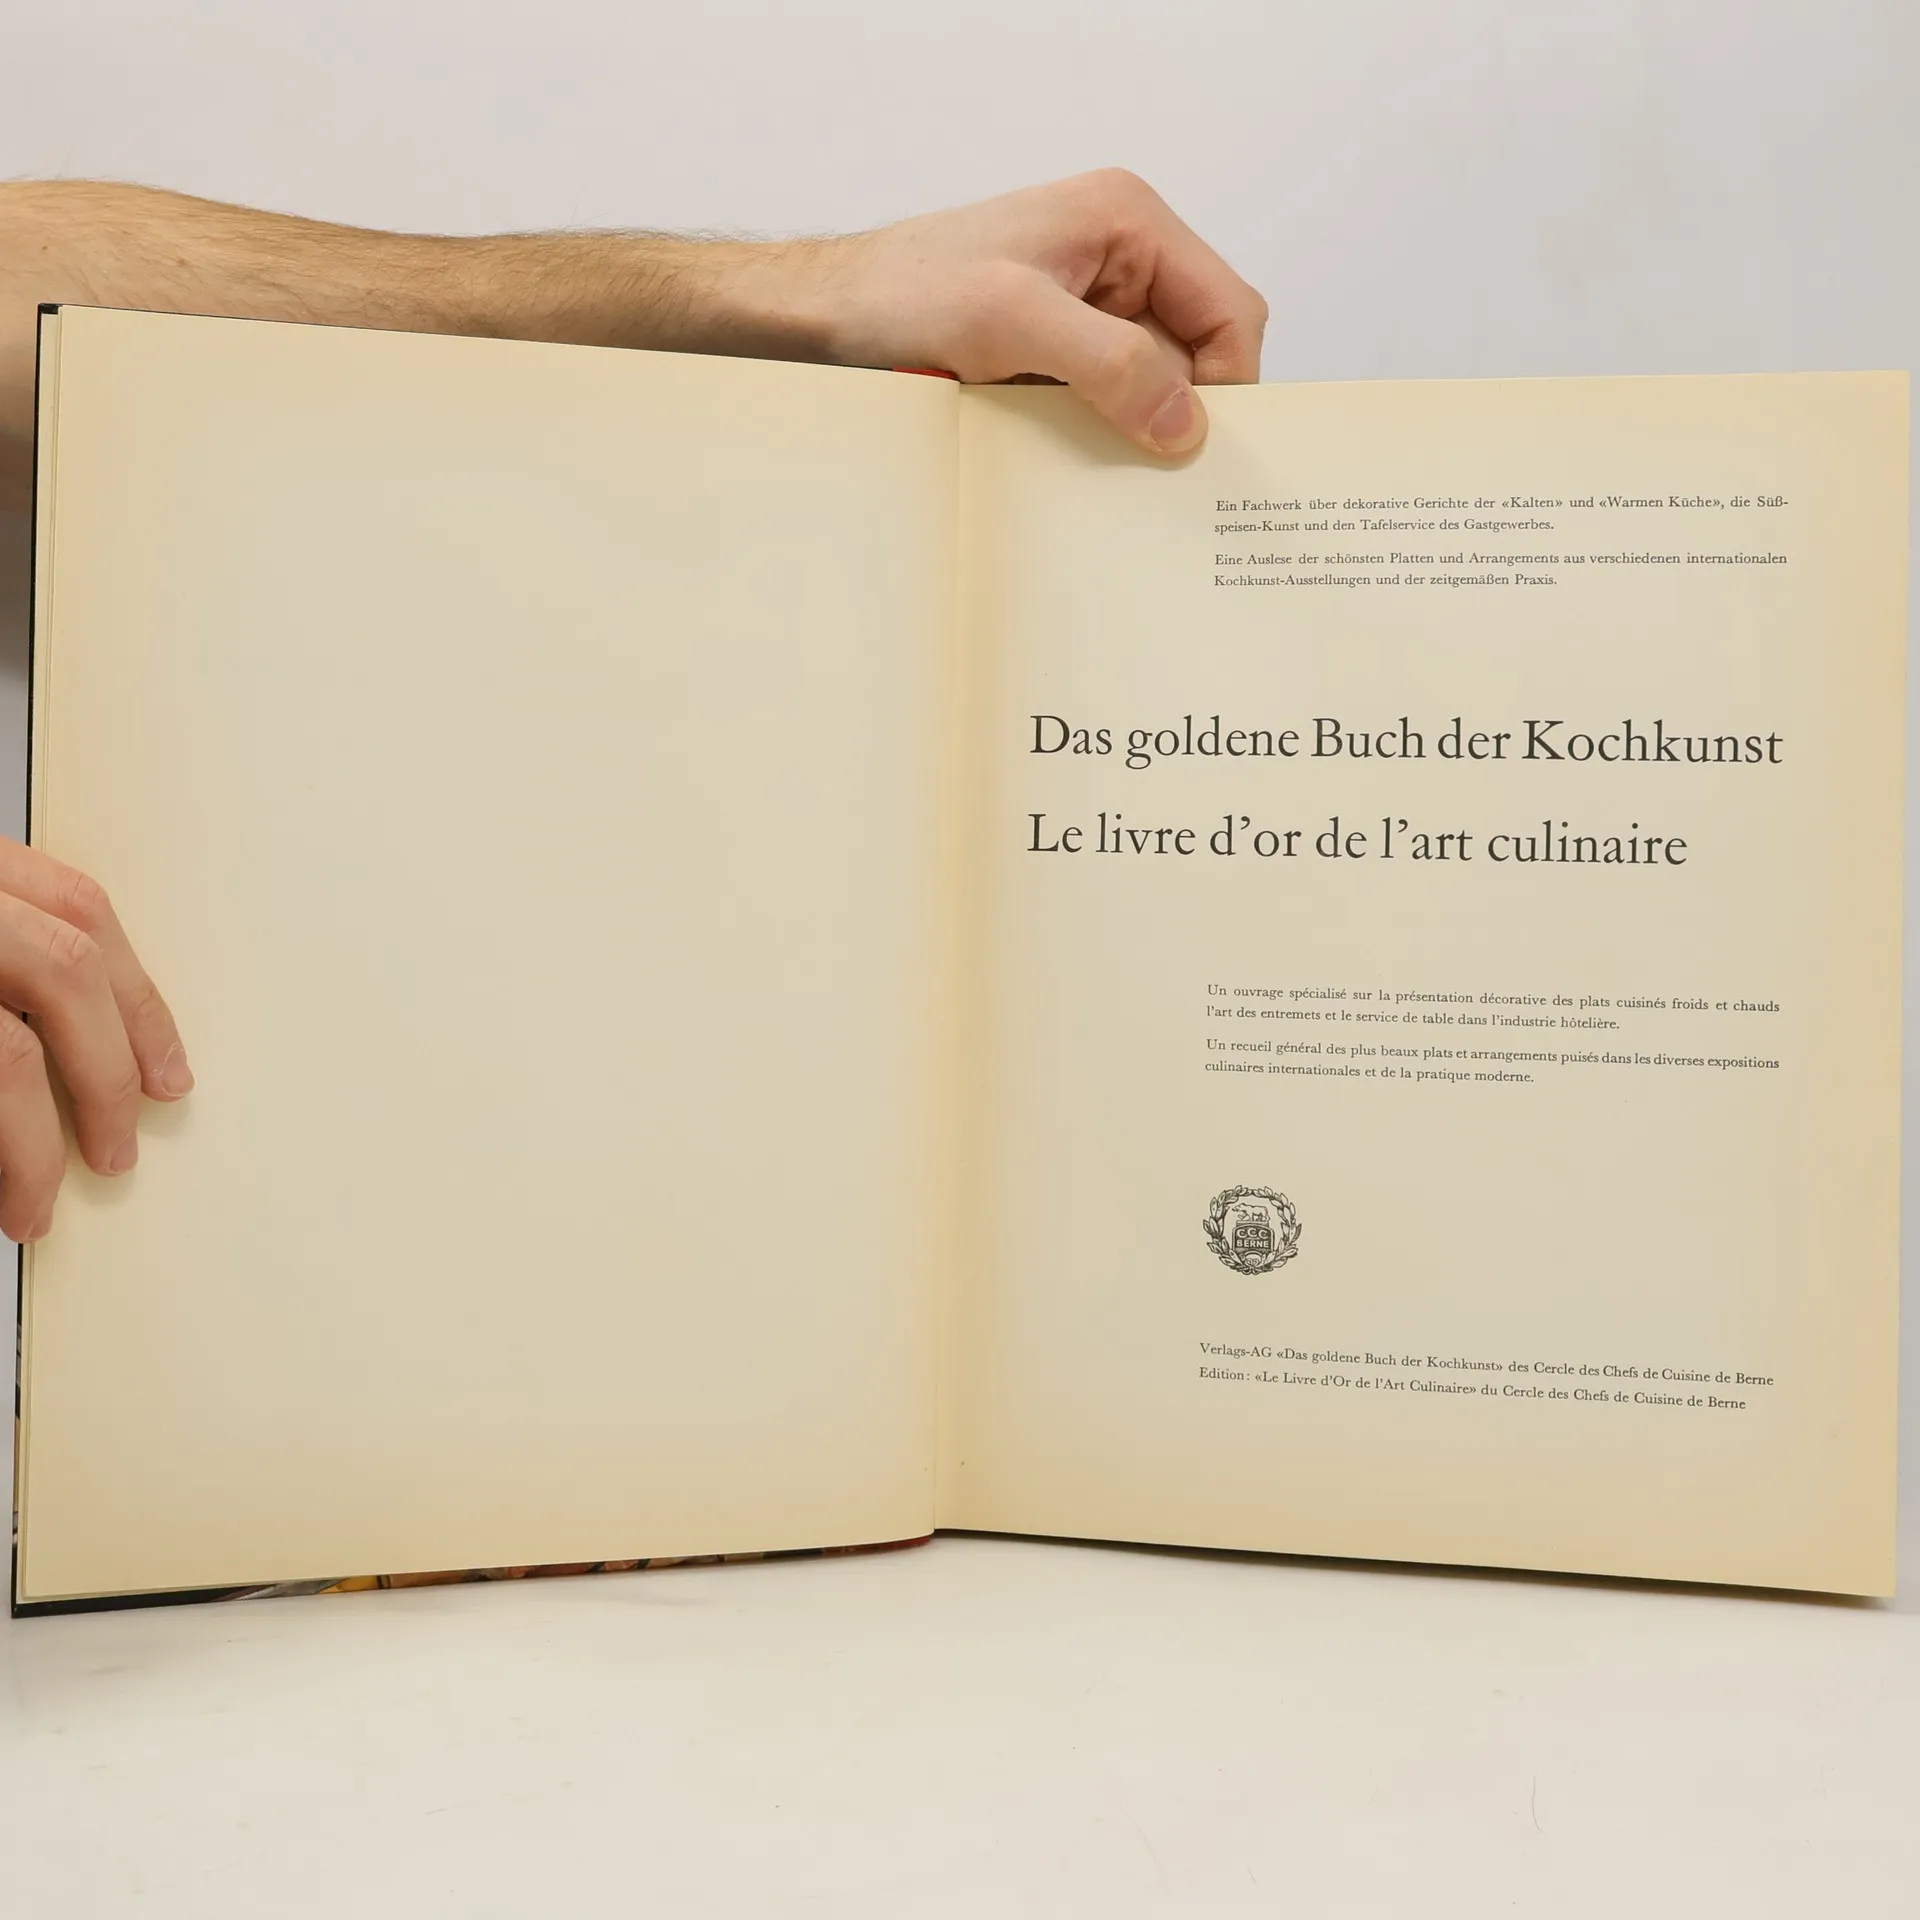 Ein Fachwerk über dekorative Gerichte der «Kalten» und «Warmen Küche», die Süß-
speisen-Kunst und den Tafelservice des Gastgewerbes.
Eine Auslese der schönsten Platten und Arrangements aus verschiedenen internationalen
Kochkunst-Ausstellungen und der zeitgemäßen Praxis.
Das goldene Buch der Kochkunst
Le livre d’or de l’art culinaire
Un ouvrage spécialisé sur la présentation décorative des plats cuisinés froids et chauds
l’art des entremets et le service de table dans l’industrie hôtelière.
Un recueil général des plus beaux plats et arrangements puisés dans les diverses expositions
culinaires internationales et de la pratique moderne.
CCC
BERNE
Verlags-AG «Das goldene Buch der Kochkunst» des Cercle des Chefs de Cuisine de Berne
Edition: «Le Livre d’Or de l’Art Culinaire» du Cercle des Chefs de Cuisine de Berne